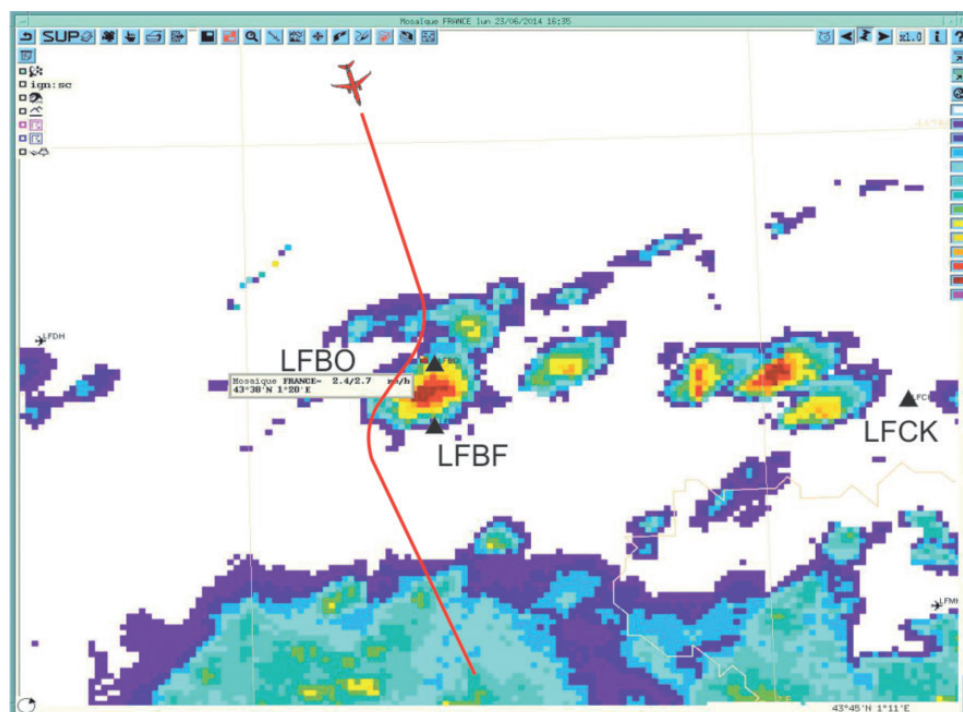 Mosaïque FRANCE lun 23/06/2014 16:35
SUP
x1.0
i ?
ign:sc
LFDH
LFBO
LFBO
Mosaique FRANCE= 2.4/2.7 mm/h
43°38'N 1°20'E
LFBF
LFCK
43°45'N 1°11'E